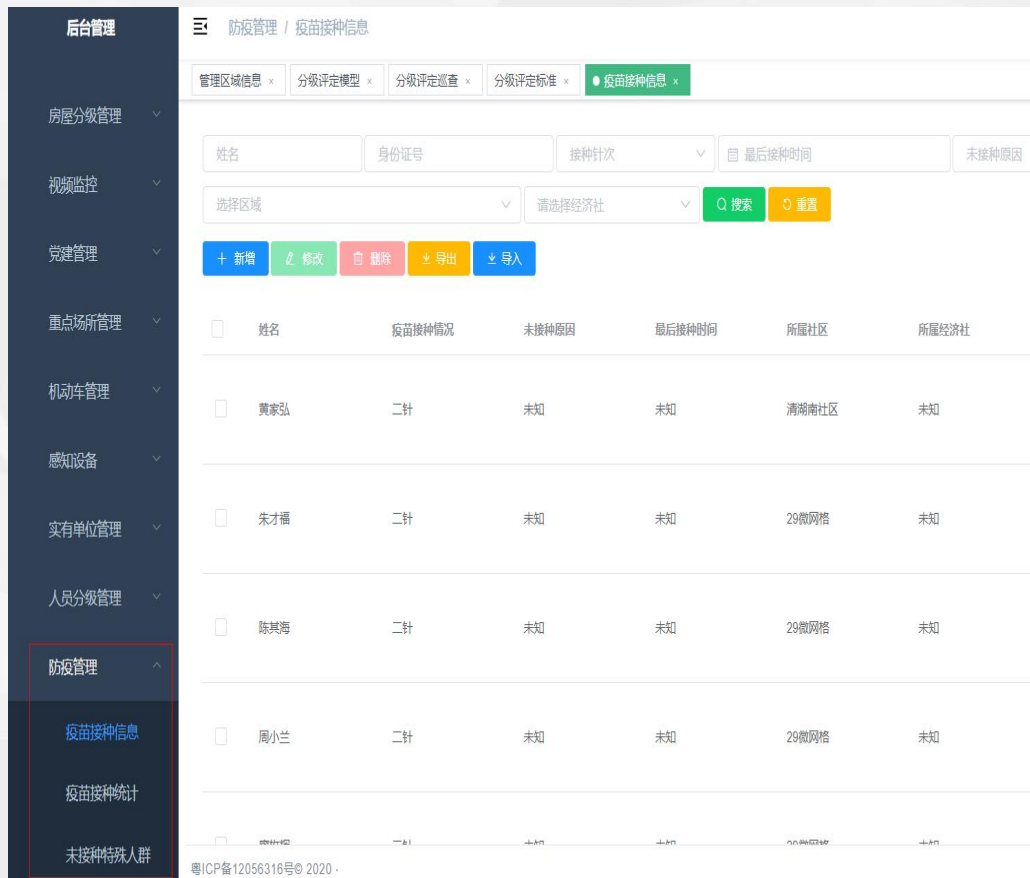 后台管理
房屋分级管理
视频监控
党建管理
重点场所管理
机动车管理
感知设备
实有单位管理
人员分级管理
防疫管理
疫苗接种信息
疫苗接种统计
未接种特殊人群
防疫管理 / 疫苗接种信息
管理区域信息 × 分级评定模型 × 分级评定巡查 × 分级评定标准 × 疫苗接种信息 ×
姓名 身份证号 接种针次 最后接种时间 未接种原因
选择区域 请选择经济社 搜索 重置
新增 修改 删除 导出 导入
姓名 疫苗接种情况 未接种原因 最后接种时间 所属社区 所属经济社
黄家弘 二针 未知 未知 清湖南社区 未知
朱才福 二针 未知 未知 29微网格 未知
陈其海 二针 未知 未知 29微网格 未知
周小兰 二针 未知 未知 29微网格 未知
粤ICP备12056316号© 2020 ·